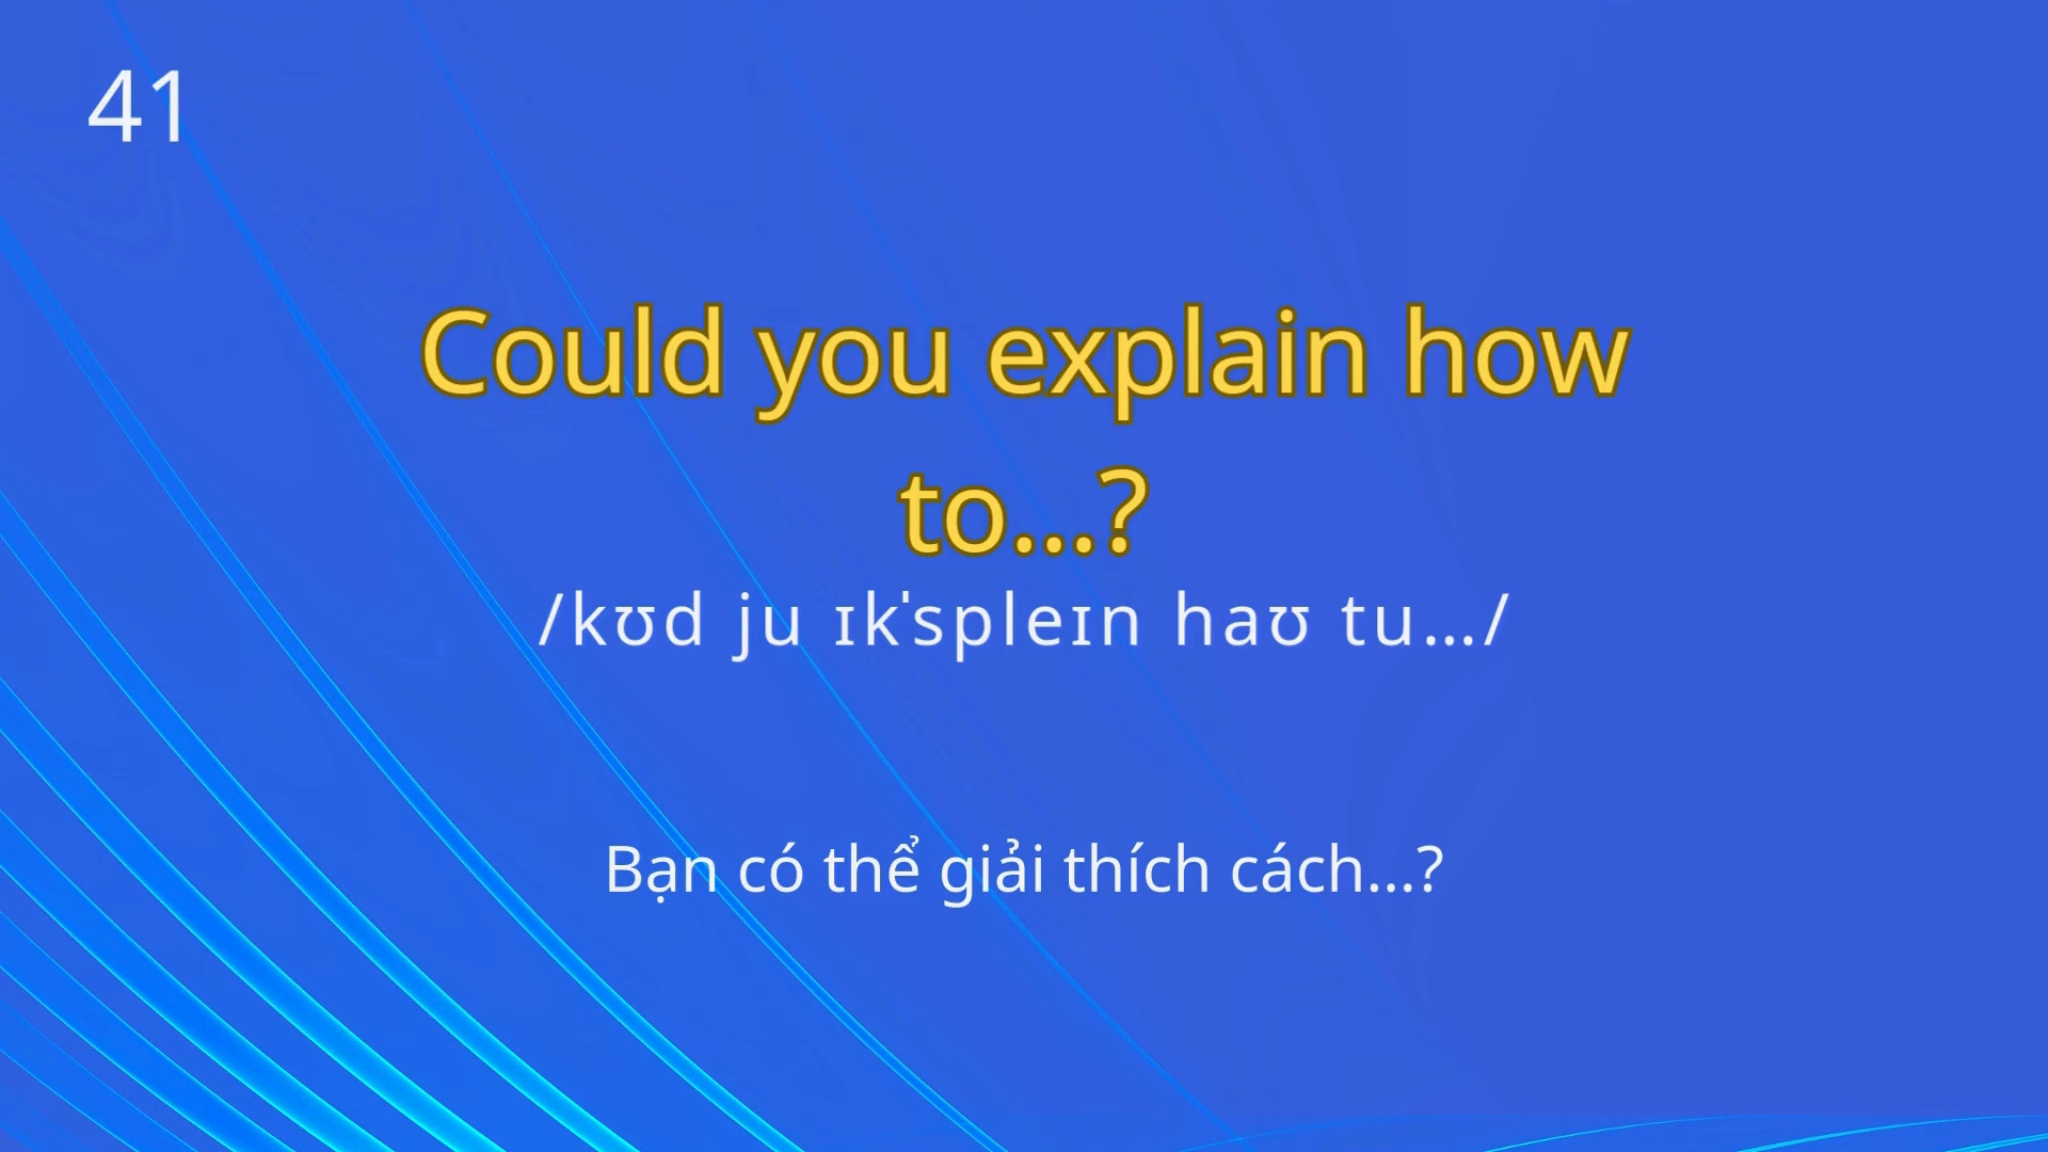 41
Could you explain how
to...?
/kʊd ju ɪkˈspleɪn haʊ tu…/
Bạn có thể giải thích cách...?